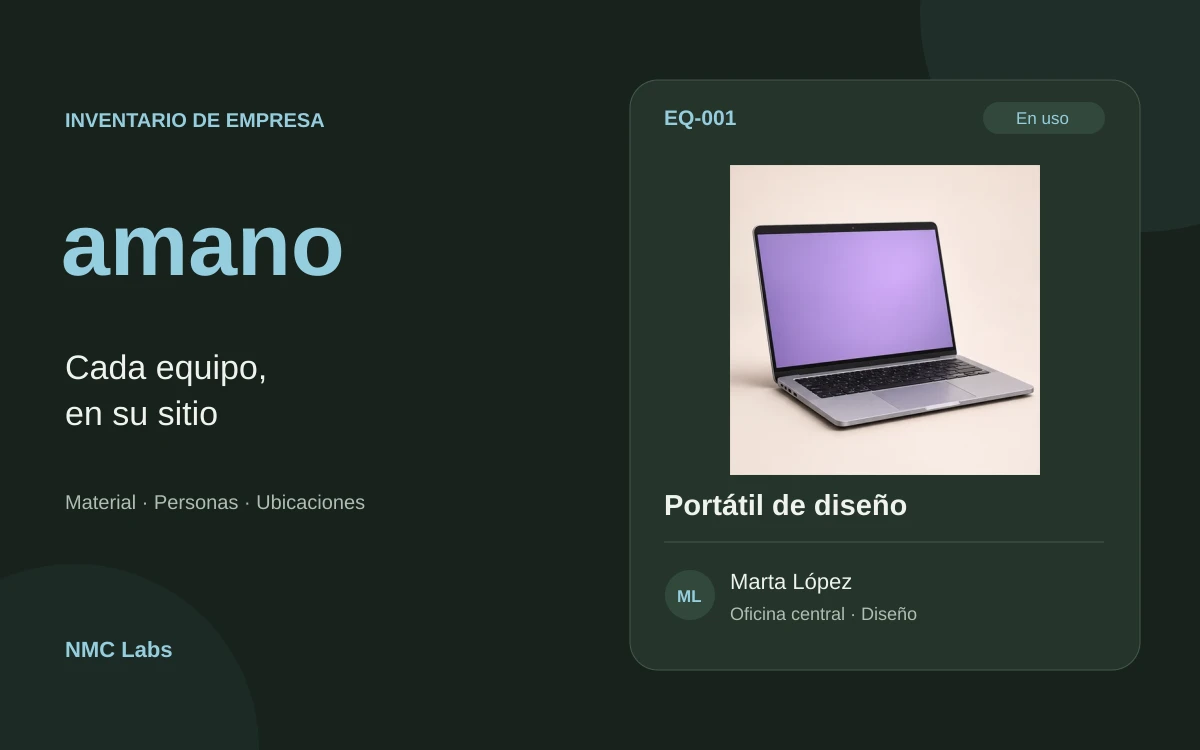 INVENTARIO DE EMPRESA
amano
Cada equipo,
en su sitio
Material · Personas · Ubicaciones
NMC Labs
EQ-001
En uso
Portátil de diseño
ML
Marta López
Oficina central · Diseño